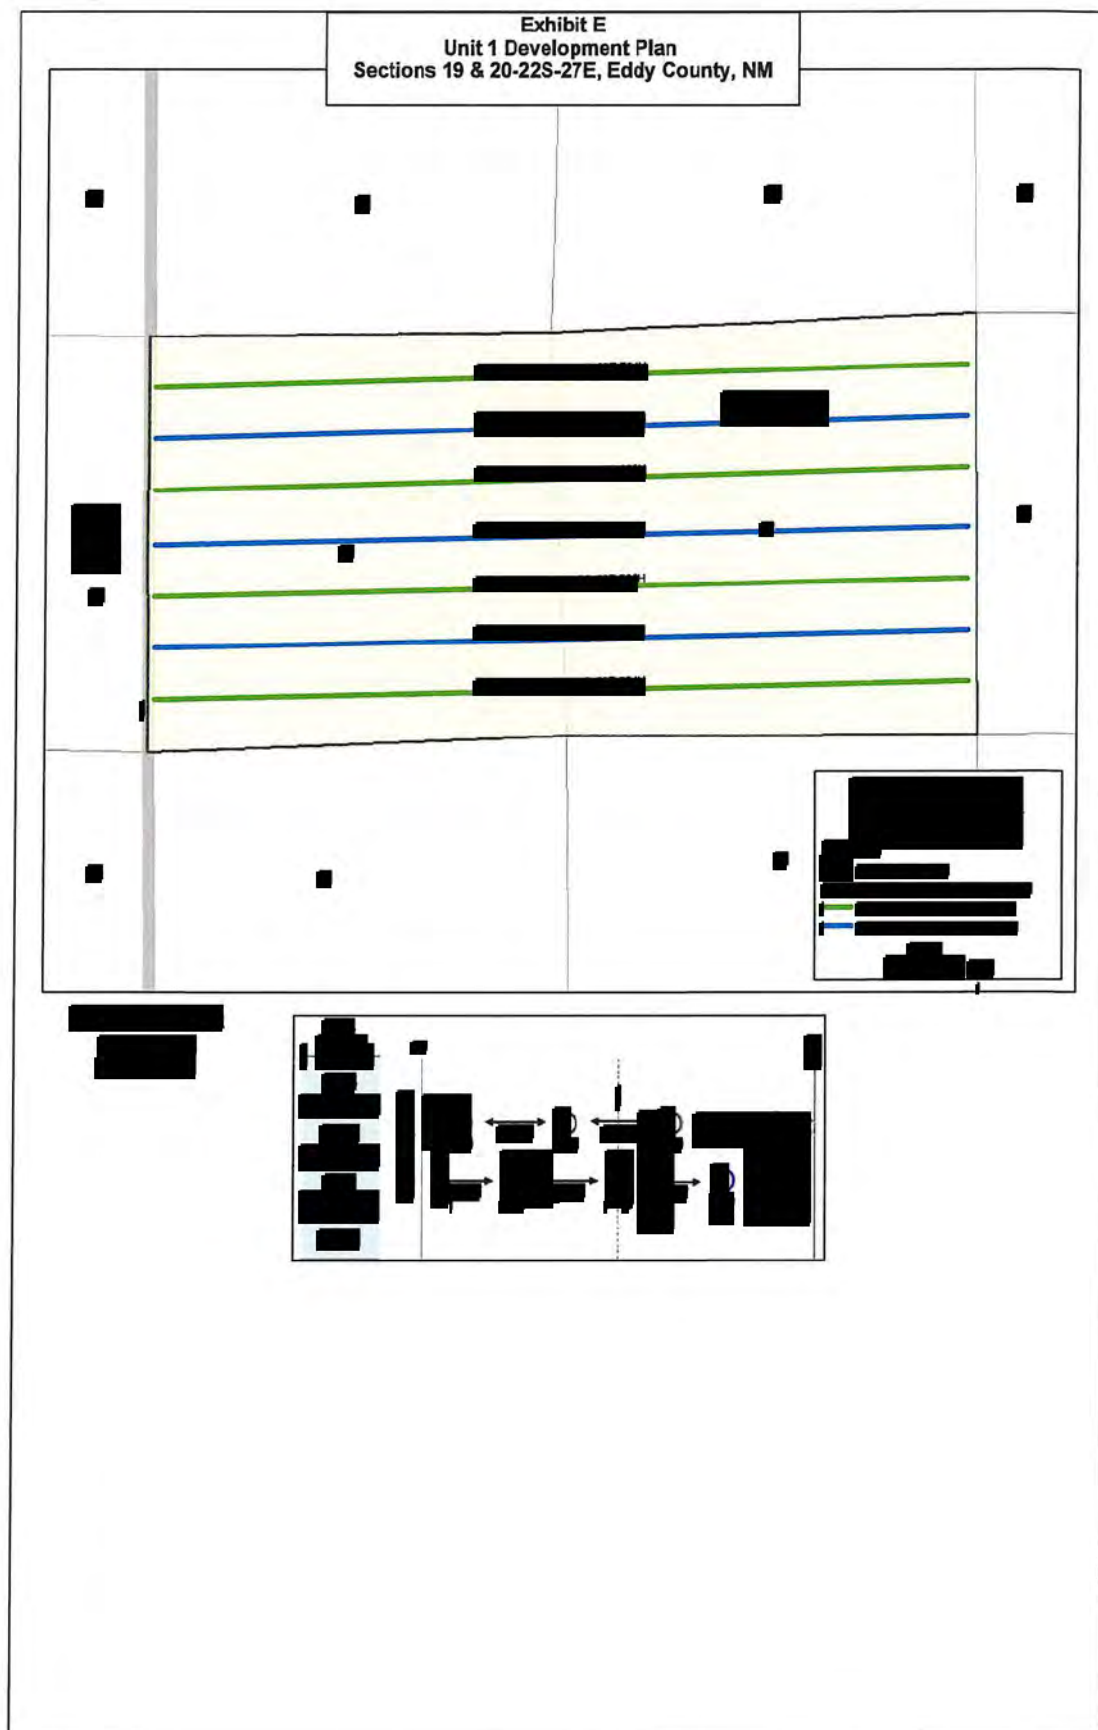 Exhibit E
Unit 1 Development Plan
Sections 19 & 20-22S-27E, Eddy County, NM